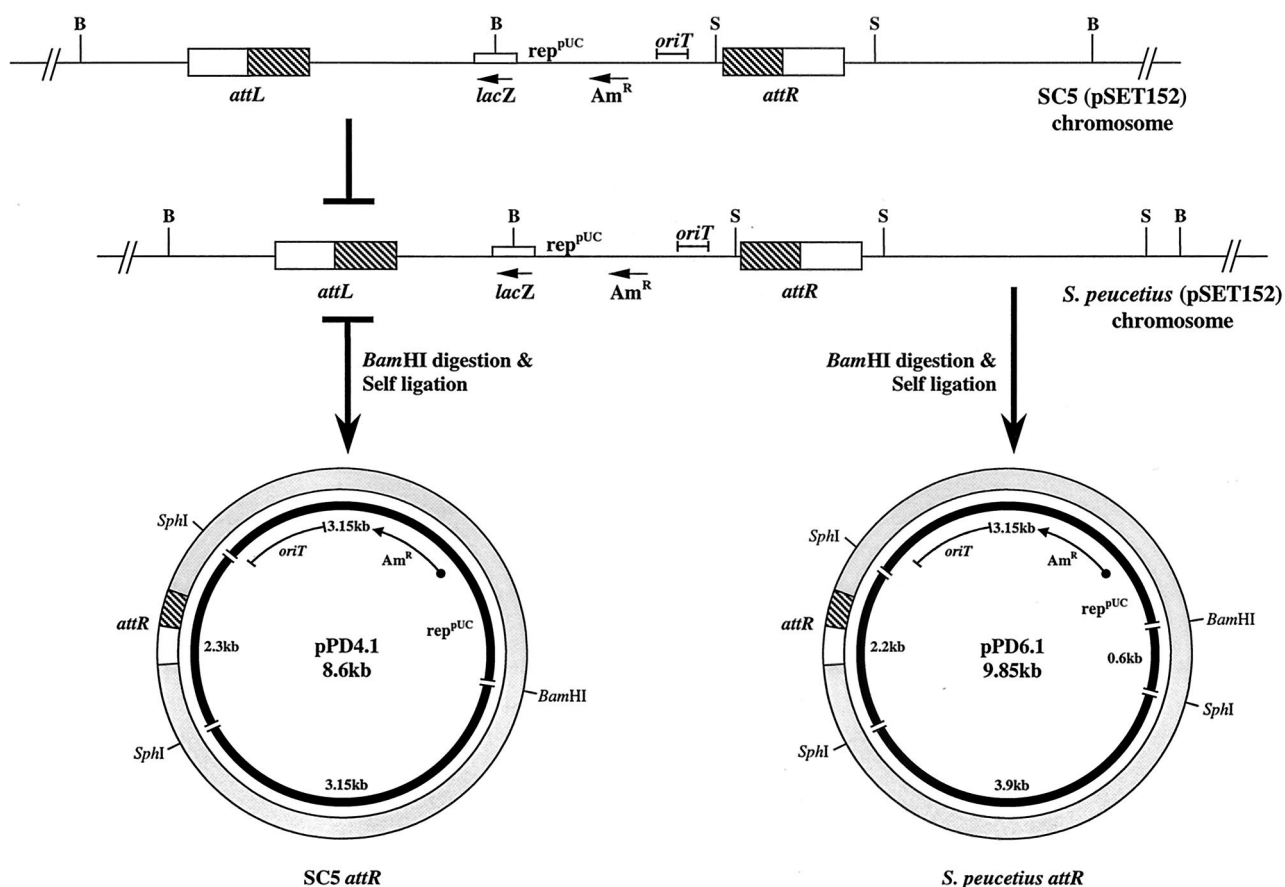 B B S S B
rep^pUC oriT
attL lacZ Am^R attR
SC5 (pSET152)
chromosome
B B S S S B
rep^pUC oriT
attL lacZ Am^R attR
S. peucetius (pSET152)
chromosome
BamHI digestion &
Self ligation
BamHI digestion &
Self ligation
SphI
3.15kb
oriT
Am^R
attR
rep^pUC
2.3kb
pPD4.1
8.6kb
BamHI
SphI
3.15kb
SC5 attR
SphI
3.15kb
oriT
Am^R
attR
rep^pUC
BamHI
2.2kb
pPD6.1
9.85kb
0.6kb
SphI
SphI
3.9kb
S. peucetius attR